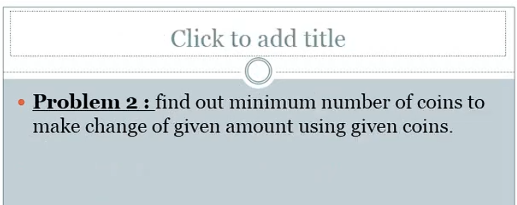 Click to add title
• Problem 2 : find out minimum number of coins to
make change of given amount using given coins.